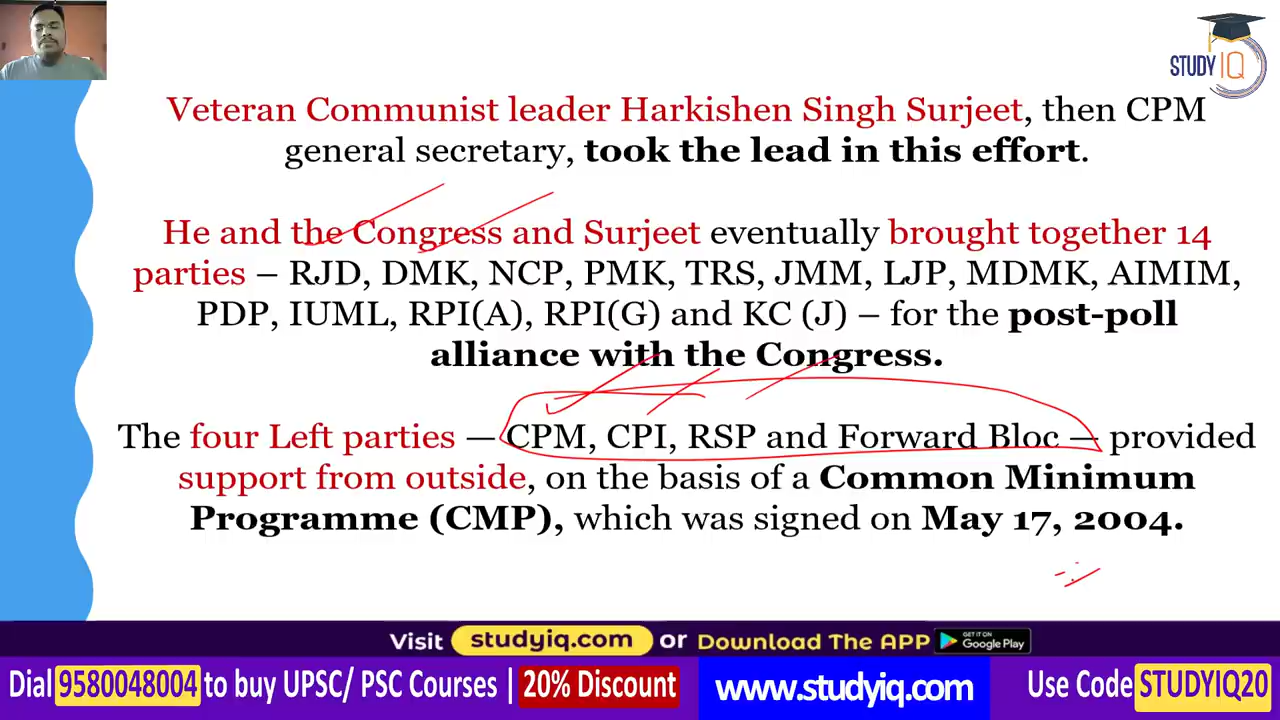 STUDY IQ
Veteran Communist leader Harkishen Singh Surjeet, then CPM
general secretary, took the lead in this effort.
He and the Congress and Surjeet eventually brought together 14
parties – RJD, DMK, NCP, PMK, TRS, JMM, LJP, MDMK, AIMIM,
PDP, IUML, RPI(A), RPI(G) and KC (J) – for the post-poll
alliance with the Congress.
The four Left parties — CPM, CPI, RSP and Forward Bloc — provided
support from outside, on the basis of a Common Minimum
Programme (CMP), which was signed on May 17, 2004.
Visit studyiq.com or Download The APP GET IT ON Google Play
Dial 9580048004 to buy UPSC/ PSC Courses | 20% Discount www.studyiq.com Use Code STUDYIQ20